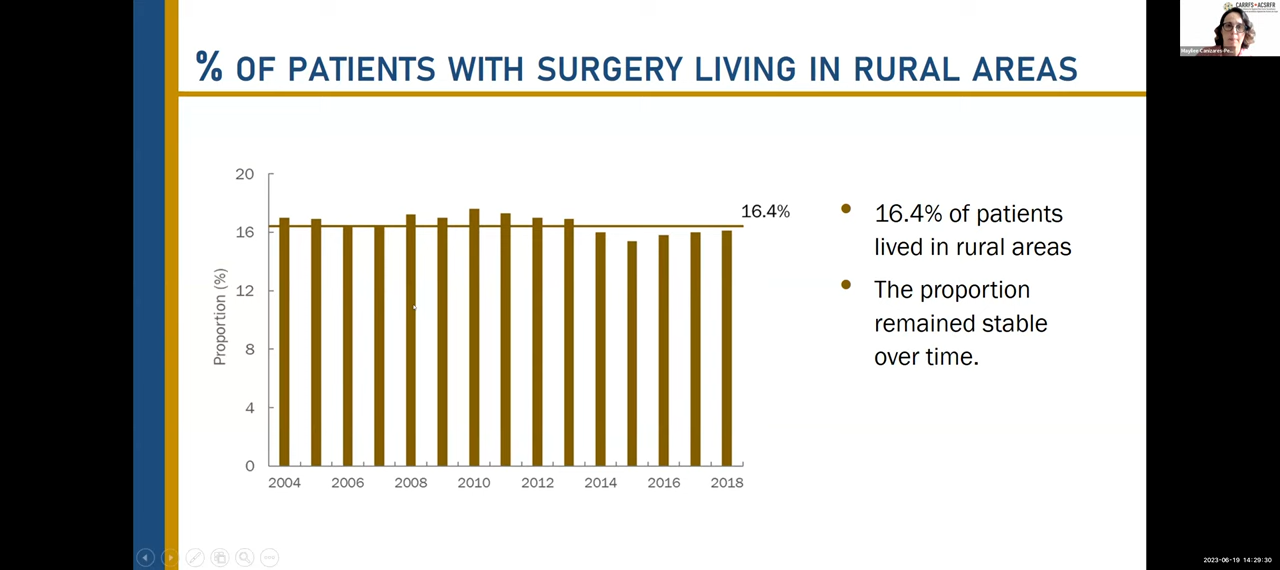 CARRFS • ACSRFR
% OF PATIENTS WITH SURGERY LIVING IN RURAL AREAS
20
16
12
8
4
0
Proportion (%)
16.4%
2004
2006
2008
2010
2012
2014
2016
2018
• 16.4% of patients
lived in rural areas
• The proportion
remained stable
over time.
2023-06-19 14:29:30